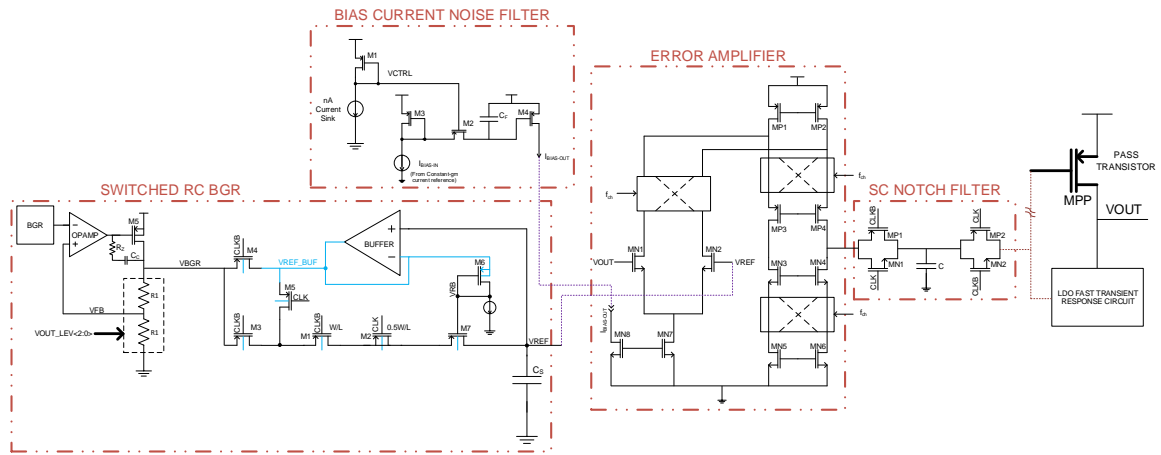 BIAS CURRENT NOISE FILTER
M1
VCTRL
nA
Current
Sink
M3
M2
CF
M4
IBIAS-IN
(From Constant-gm
current reference)
IBIAS-OUT
SWITCHED RC BGR
BGR
OPAMP
M5
RZ
CC
VBGR
CLKB
M4
VREF_BUF
BUFFER
M5
CLK
M6
VRB
R1
VFB
VOUT_LEV<2:0>
R1
CLKB
M3
CLKB
M1
W/L
CLK
M2
0.5W/L
M7
VREF
CS
ERROR AMPLIFIER
MP1
MP2
fch
fch
MP3
MP4
MN1
VOUT
MN2
VREF
MN3
MN4
fch
IBIAS-OUT
MN8
MN7
MN5
MN6
SC NOTCH FILTER
CLKB
MP1
MN1
CLK
C
CLK
MP2
MN2
CLKB
PASS
TRANSISTOR
MPP
VOUT
LDO FAST TRANSIENT
RESPONSE CIRCUIT